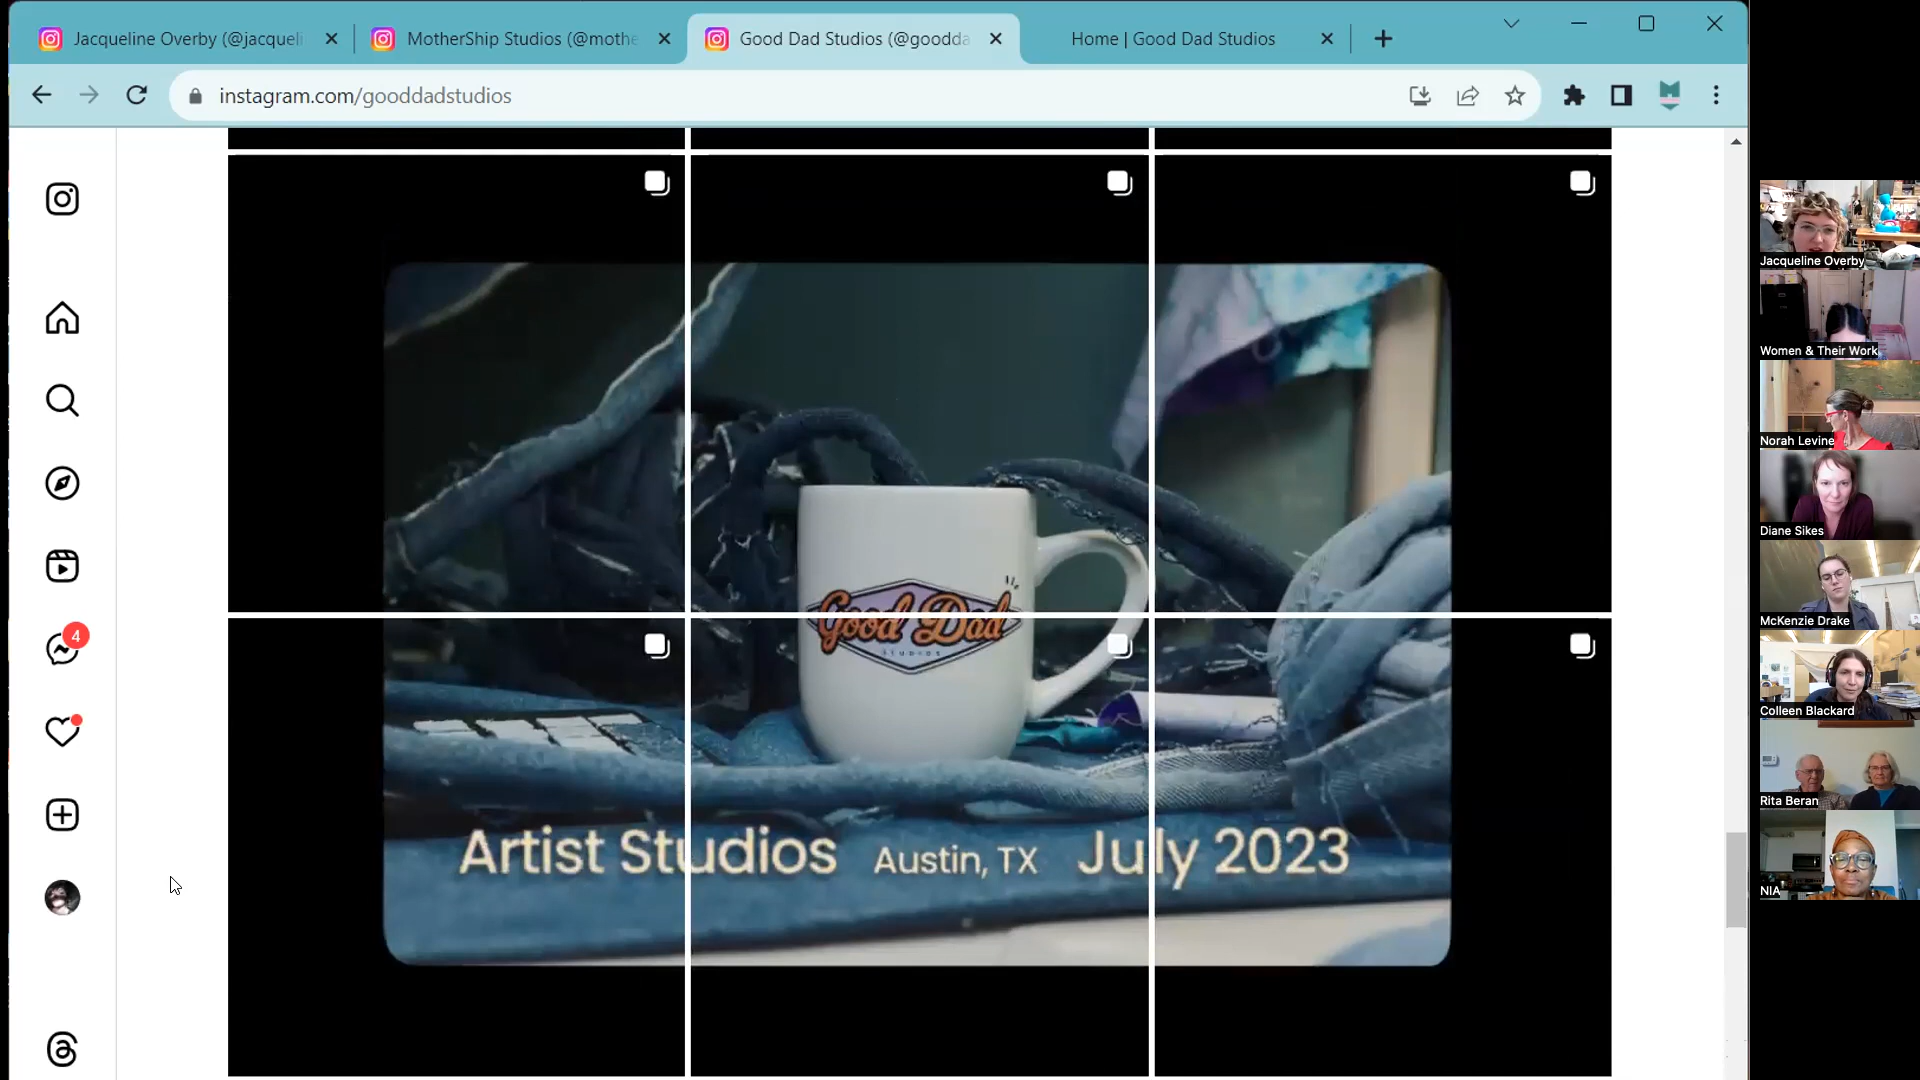 Jacqueline Overby (@jacqueli
MotherShip Studios (@mothe
Good Dad Studios (@goodda
Home | Good Dad Studios
instagram.com/gooddadstudios
4
Good Dad
STUDIOS
Artist Studios Austin, TX July 2023
Jacqueline Overby
Women & Their Work
Norah Levine
Diane Sikes
McKenzie Drake
Colleen Blackard
Rita Beran
NIA